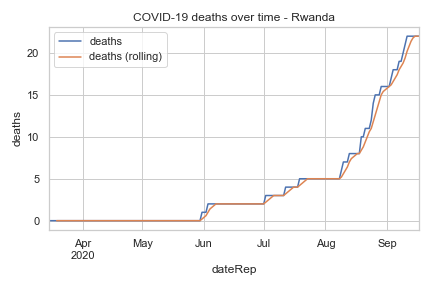 COVID-19 deaths over time - Rwanda
deaths
deaths (rolling)
deaths
20
15
10
5
0
Apr
2020
May
Jun
Jul
Aug
Sep
dateRep